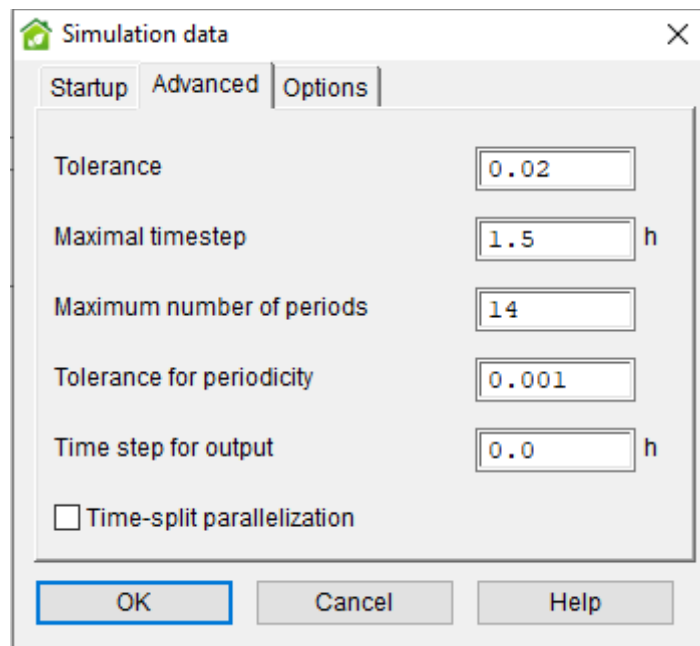 Simulation data
Startup Advanced Options
Tolerance 0.02
Maximal timestep 1.5 h
Maximum number of periods 14
Tolerance for periodicity 0.001
Time step for output 0.0 h
Time-split parallelization
OK Cancel Help